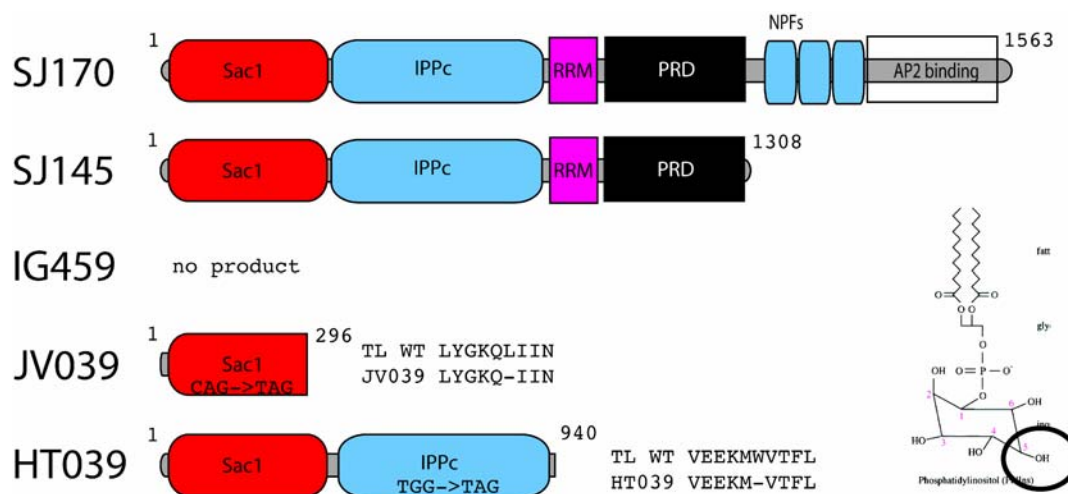 NPFs
1 1563
SJ170 Sac1 IPPc RRM PRD AP2 binding
1 1308
SJ145 Sac1 IPPc RRM PRD
IG459 no product
fatt
1 296
JV039 Sac1 TL WT LYGKQLIIN
CAG->TAG JV039 LYGKQ-IIN
gly
O O
O O
O
O=P-O-
OH O
2 6 OH
1
3 4 5
HO HO OH
1 940
HT039 Sac1 IPPc TL WT VEEKMWVTFL
TGG->TAG HT039 VEEKM-VTFL
Phosphatidylinositol